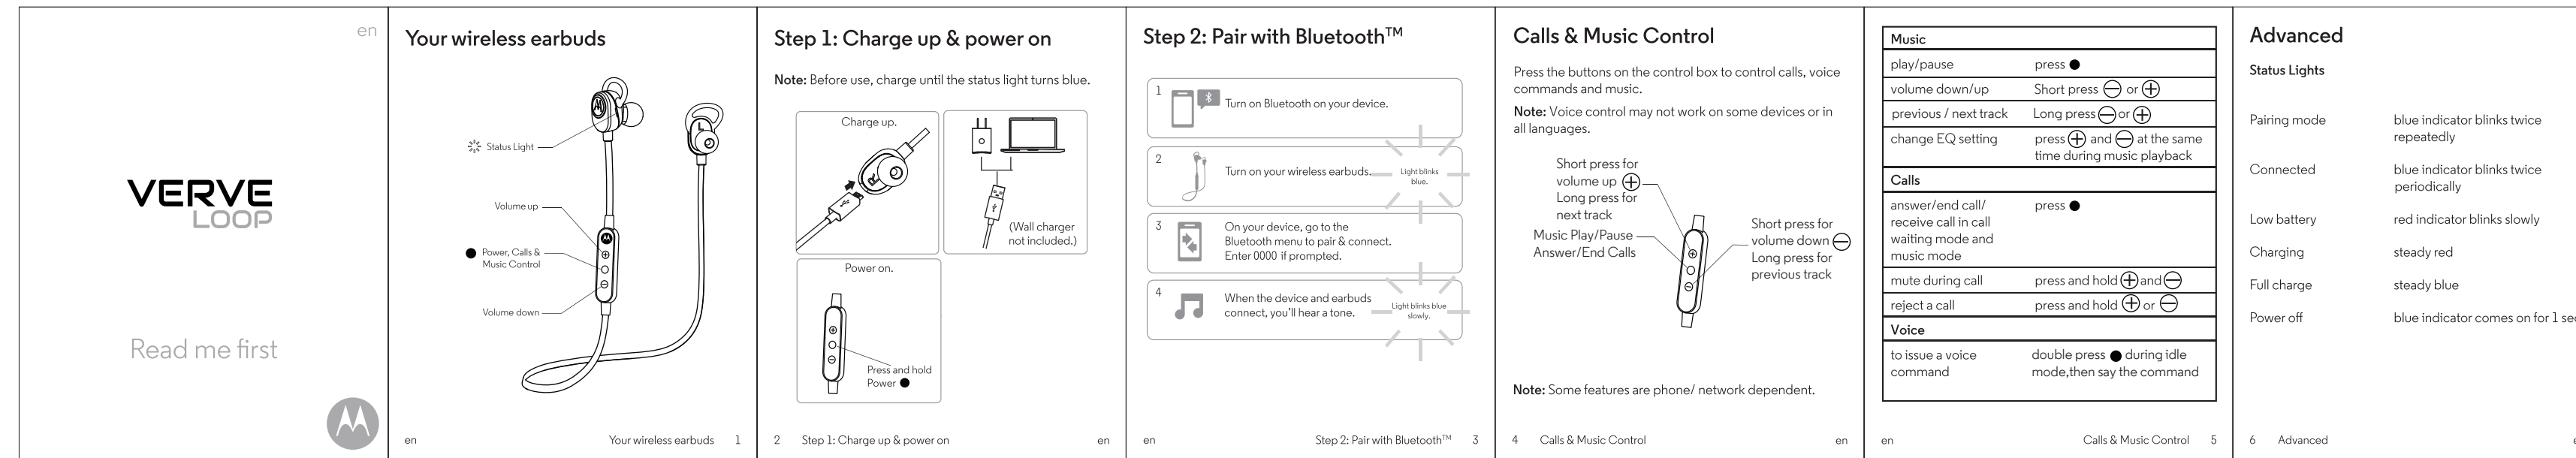 en
VERVE
LOOP
Read me first
Your wireless earbuds
Status Light
Volume up
Power, Calls &
Music Control
Volume down
en
Your wireless earbuds 1
Step 1: Charge up & power on
Note: Before use, charge until the status light turns blue.
Charge up.
R
(Wall charger
not included.)
Power on.
Press and hold
Power ●
2 Step 1: Charge up & power on
en
Step 2: Pair with Bluetooth™
1
Turn on Bluetooth on your device.
2
Turn on your wireless earbuds.
Light blinks
blue.
3
On your device, go to the
Bluetooth menu to pair & connect.
Enter 0000 if prompted.
4
When the device and earbuds
connect, you'll hear a tone.
Light blinks blue
slowly.
en
Step 2: Pair with Bluetooth™ 3
Calls & Music Control
Press the buttons on the control box to control calls, voice
commands and music.
Note: Voice control may not work on some devices or in
all languages.
Short press for
volume up ⊕
Long press for
next track
Music Play/Pause
Answer/End Calls
Short press for
volume down ⊖
Long press for
previous track
Note: Some features are phone/ network dependent.
4 Calls & Music Control
en
Music
play/pause press ●
volume down/up Short press ⊖ or ⊕
previous / next track Long press ⊖ or ⊕
change EQ setting press ⊕ and ⊖ at the same
time during music playback
Calls
answer/end call/ press ●
receive call in call
waiting mode and
music mode
mute during call press and hold ⊕ and ⊖
reject a call press and hold ⊕ or ⊖
Voice
to issue a voice double press ● during idle
command mode,then say the command
en
Calls & Music Control 5
Advanced
Status Lights
Pairing mode blue indicator blinks twice
repeatedly
Connected blue indicator blinks twice
periodically
Low battery red indicator blinks slowly
Charging steady red
Full charge steady blue
Power off blue indicator comes on for 1 sec
6 Advanced